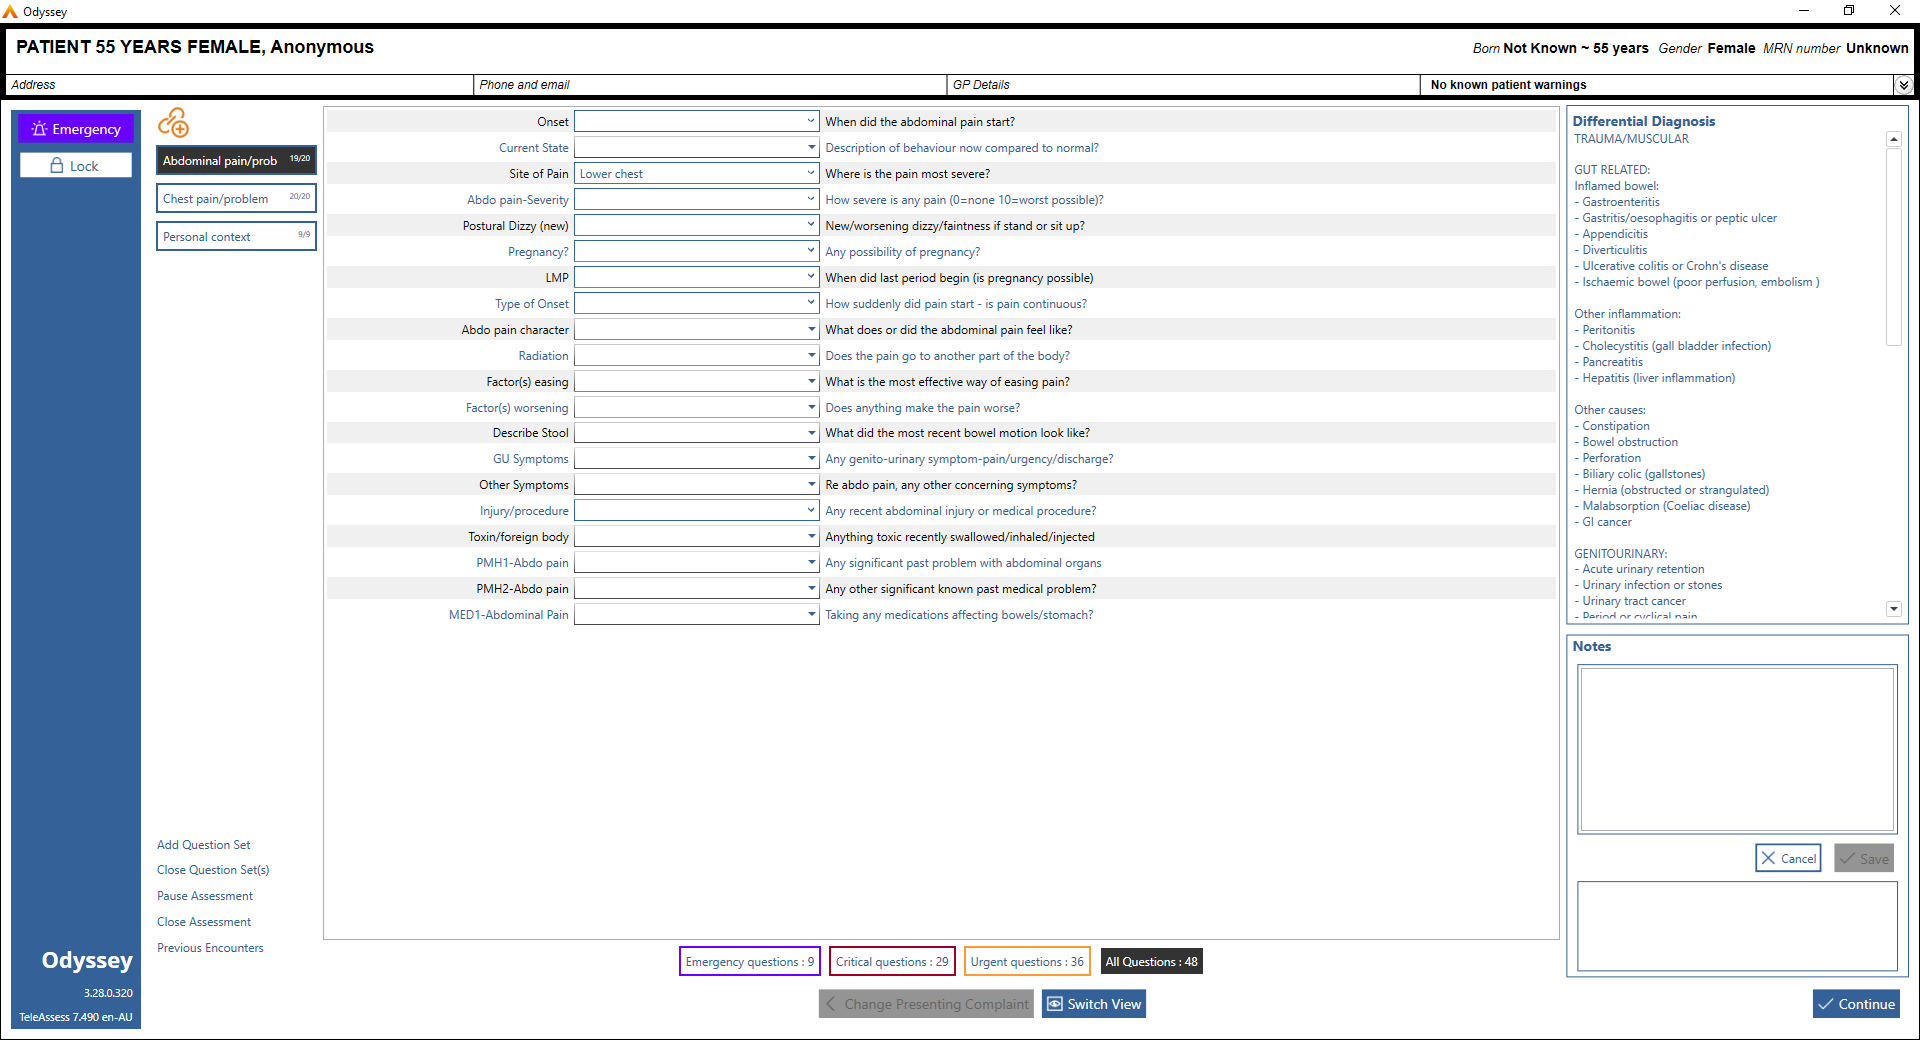 Odyssey
PATIENT 55 YEARS FEMALE, Anonymous
Born Not Known ~ 55 years Gender Female MRN number Unknown
Address
Phone and email
GP Details
No known patient warnings
Emergency
Lock
Abdominal pain/prob 19/20
Chest pain/problem 20/20
Personal context 9/9
Add Question Set
Close Question Set(s)
Pause Assessment
Close Assessment
Previous Encounters
Odyssey
3.28.0.320
TeleAssess 7.490 en-AU
Onset When did the abdominal pain start?
Current State Description of behaviour now compared to normal?
Site of Pain Lower chest Where is the pain most severe?
Abdo pain-Severity How severe is any pain (0=none 10=worst possible)?
Postural Dizzy (new) New/worsening dizzy/faintness if stand or sit up?
Pregnancy? Any possibility of pregnancy?
LMP When did last period begin (is pregnancy possible)
Type of Onset How suddenly did pain start - is pain continuous?
Abdo pain character What does or did the abdominal pain feel like?
Radiation Does the pain go to another part of the body?
Factor(s) easing What is the most effective way of easing pain?
Factor(s) worsening Does anything make the pain worse?
Describe Stool What did the most recent bowel motion look like?
GU Symptoms Any genito-urinary symptom-pain/urgency/discharge?
Other Symptoms Re abdo pain, any other concerning symptoms?
Injury/procedure Any recent abdominal injury or medical procedure?
Toxin/foreign body Anything toxic recently swallowed/inhaled/injected
PMH1-Abdo pain Any significant past problem with abdominal organs
PMH2-Abdo pain Any other significant known past medical problem?
MED1-Abdominal Pain Taking any medications affecting bowels/stomach?
Emergency questions : 9
Critical questions : 29
Urgent questions : 36
All Questions : 48
Change Presenting Complaint
Switch View
Differential Diagnosis
TRAUMA/MUSCULAR
GUT RELATED:
Inflamed bowel:
- Gastroenteritis
- Gastritis/oesophagitis or peptic ulcer
- Appendicitis
- Diverticulitis
- Ulcerative colitis or Crohn's disease
- Ischaemic bowel (poor perfusion, embolism )
Other inflammation:
- Peritonitis
- Cholecystitis (gall bladder infection)
- Pancreatitis
- Hepatitis (liver inflammation)
Other causes:
- Constipation
- Bowel obstruction
- Perforation
- Biliary colic (gallstones)
- Hernia (obstructed or strangulated)
- Malabsorption (Coeliac disease)
- GI cancer
GENITOURINARY:
- Acute urinary retention
- Urinary infection or stones
- Urinary tract cancer
- Period or cyclical pain
Notes
Cancel
Save
Continue